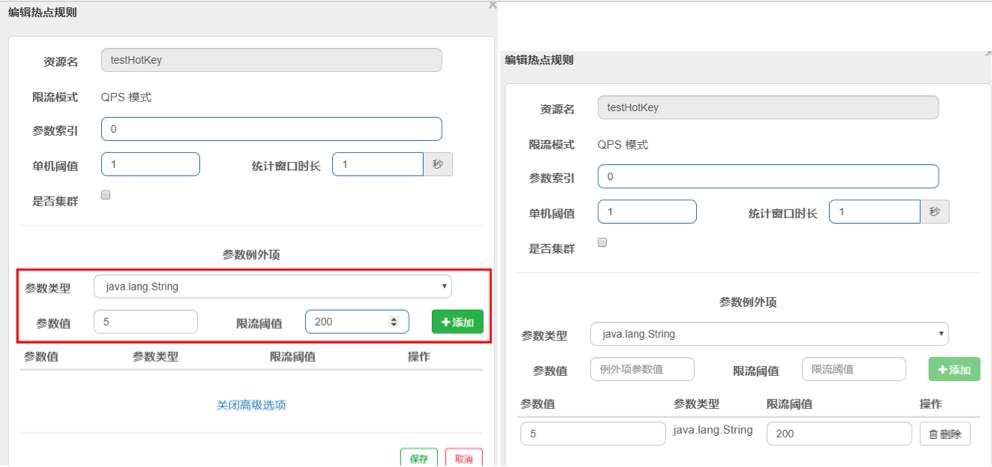 编辑热点规则
资源名 testHotKey
限流模式 QPS 模式
参数索引 0
单机阈值 1 统计窗口时长 1 秒
是否集群
参数例外项
参数类型 java.lang.String
参数值 5 限流阈值 200 添加
参数值 参数类型 限流阈值 操作
关闭高级选项
保存 取消
编辑热点规则
资源名 testHotKey
限流模式 QPS 模式
参数索引 0
单机阈值 1 统计窗口时长 1 秒
是否集群
参数例外项
参数类型 java.lang.String
参数值 例外项参数值 限流阈值 限流阈值 添加
参数值 参数类型 限流阈值 操作
5 java.lang.String 200 删除